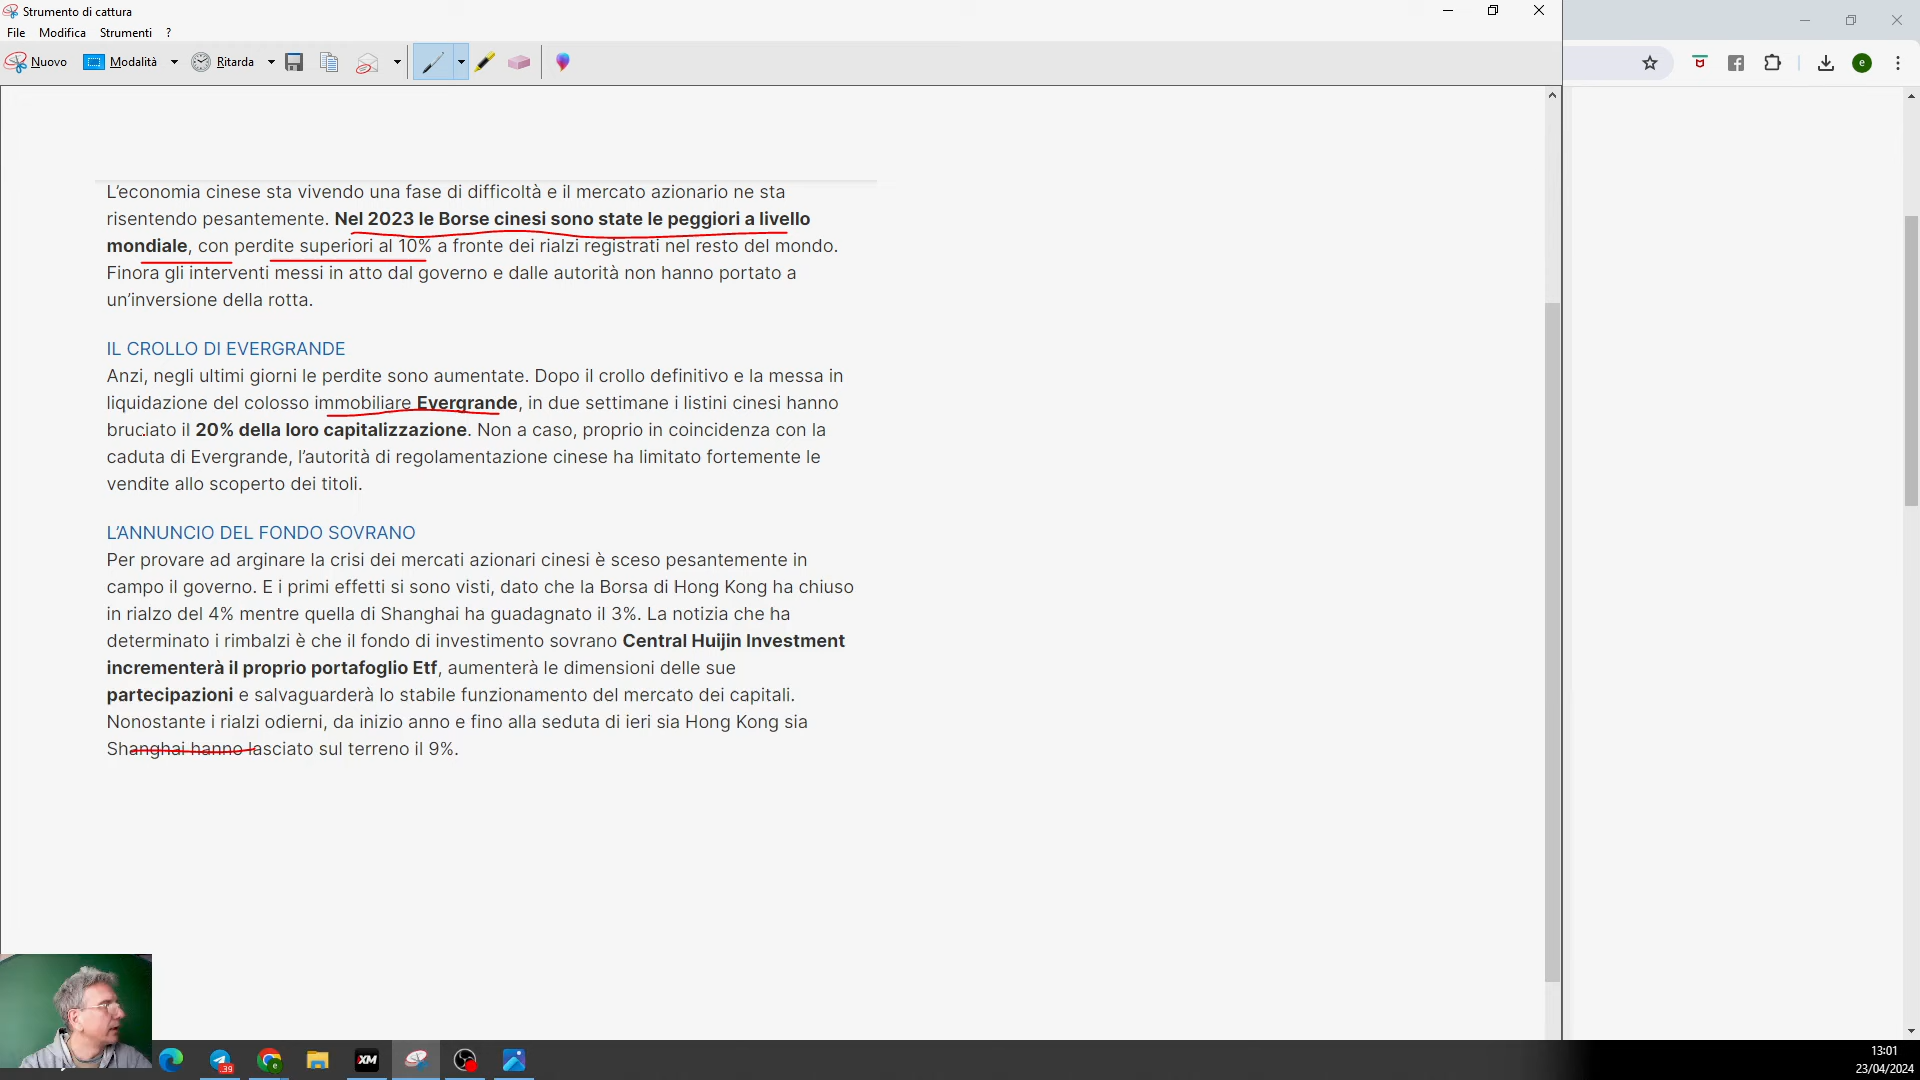 Strumento di cattura
File Modifica Strumenti ?
Nuovo Modalità Ritarda
L'economia cinese sta vivendo una fase di difficoltà e il mercato azionario ne sta
risentendo pesantemente. Nel 2023 le Borse cinesi sono state le peggiori a livello
mondiale, con perdite superiori al 10% a fronte dei rialzi registrati nel resto del mondo.
Finora gli interventi messi in atto dal governo e dalle autorità non hanno portato a
un'inversione della rotta.
IL CROLLO DI EVERGRANDE
Anzi, negli ultimi giorni le perdite sono aumentate. Dopo il crollo definitivo e la messa in
liquidazione del colosso immobiliare Evergrande, in due settimane i listini cinesi hanno
bruciato il 20% della loro capitalizzazione. Non a caso, proprio in coincidenza con la
caduta di Evergrande, l'autorità di regolamentazione cinese ha limitato fortemente le
vendite allo scoperto dei titoli.
L'ANNUNCIO DEL FONDO SOVRANO
Per provare ad arginare la crisi dei mercati azionari cinesi è sceso pesantemente in
campo il governo. E i primi effetti si sono visti, dato che la Borsa di Hong Kong ha chiuso
in rialzo del 4% mentre quella di Shanghai ha guadagnato il 3%. La notizia che ha
determinato i rimbalzi è che il fondo di investimento sovrano Central Huijin Investment
incrementerà il proprio portafoglio Etf, aumenterà le dimensioni delle sue
partecipazioni e salvaguarderà lo stabile funzionamento del mercato dei capitali.
Nonostante i rialzi odierni, da inizio anno e fino alla seduta di ieri sia Hong Kong sia
Shanghai hanno lasciato sul terreno il 9%.
e
39
e
XM
13:01
23/04/2024